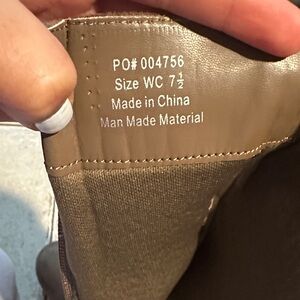 PO# 004756
Size WC 7½
Made in China
Man Made Material